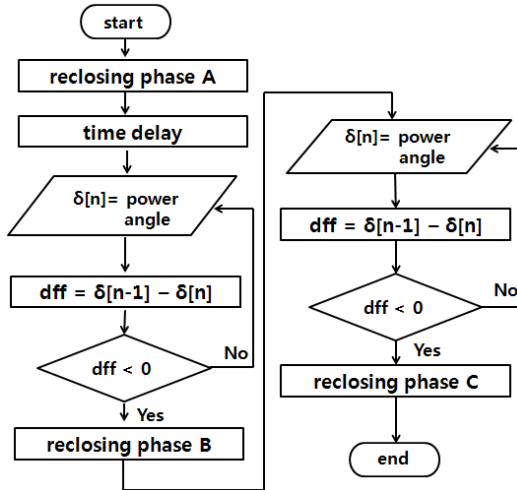 start
reclosing phase A
time delay
δ[n]= power
angle
dff = δ[n-1] − δ[n]
dff < 0
No
Yes
reclosing phase B
δ[n]= power
angle
dff = δ[n-1] − δ[n]
dff < 0
No
Yes
reclosing phase C
end